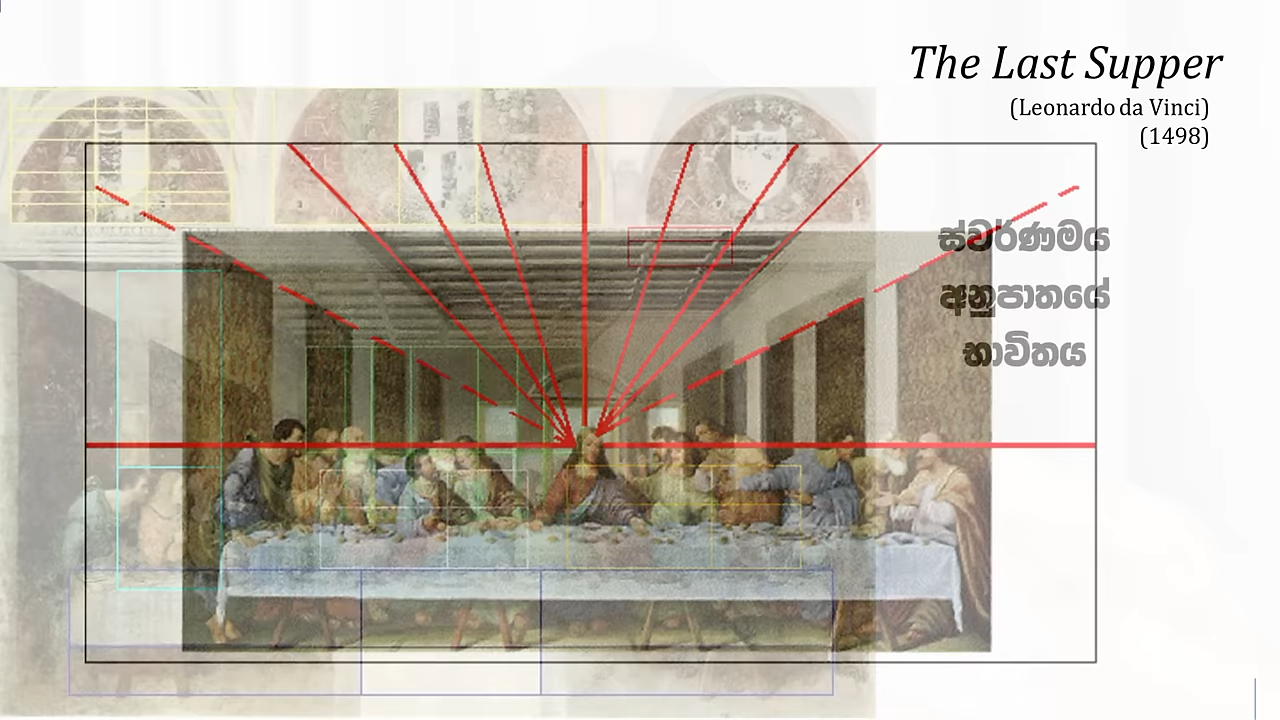 The Last Supper
(Leonardo da Vinci)
(1498)
ස්වර්ණමය
අනුපාතයේ
භාවිතය